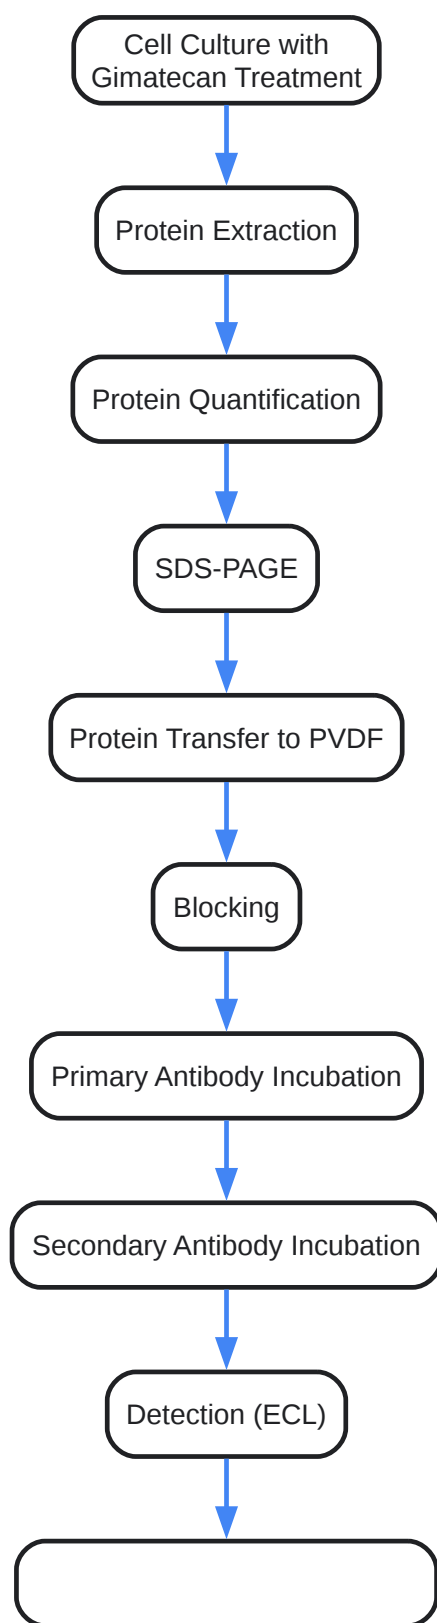 Cell Culture with
Gimatecan Treatment
Protein Extraction
Protein Quantification
SDS-PAGE
Protein Transfer to PVDF
Blocking
Primary Antibody Incubation
Secondary Antibody Incubation
Detection (ECL)